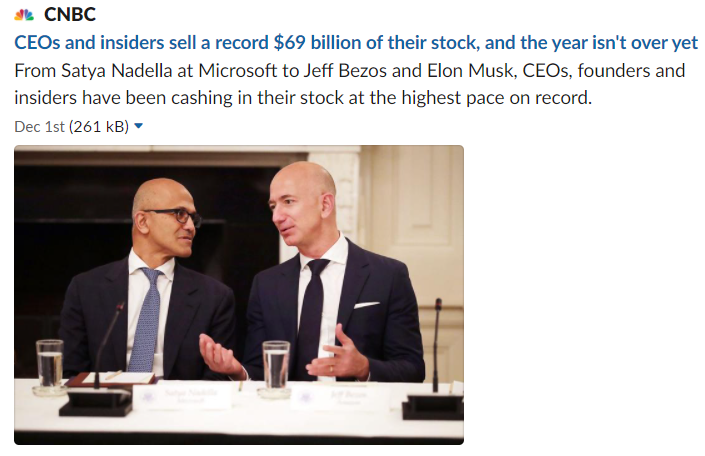 CNBC
CEOs and insiders sell a record $69 billion of their stock, and the year isn't over yet
From Satya Nadella at Microsoft to Jeff Bezos and Elon Musk, CEOs, founders and
insiders have been cashing in their stock at the highest pace on record.
Dec 1st (261 kB)